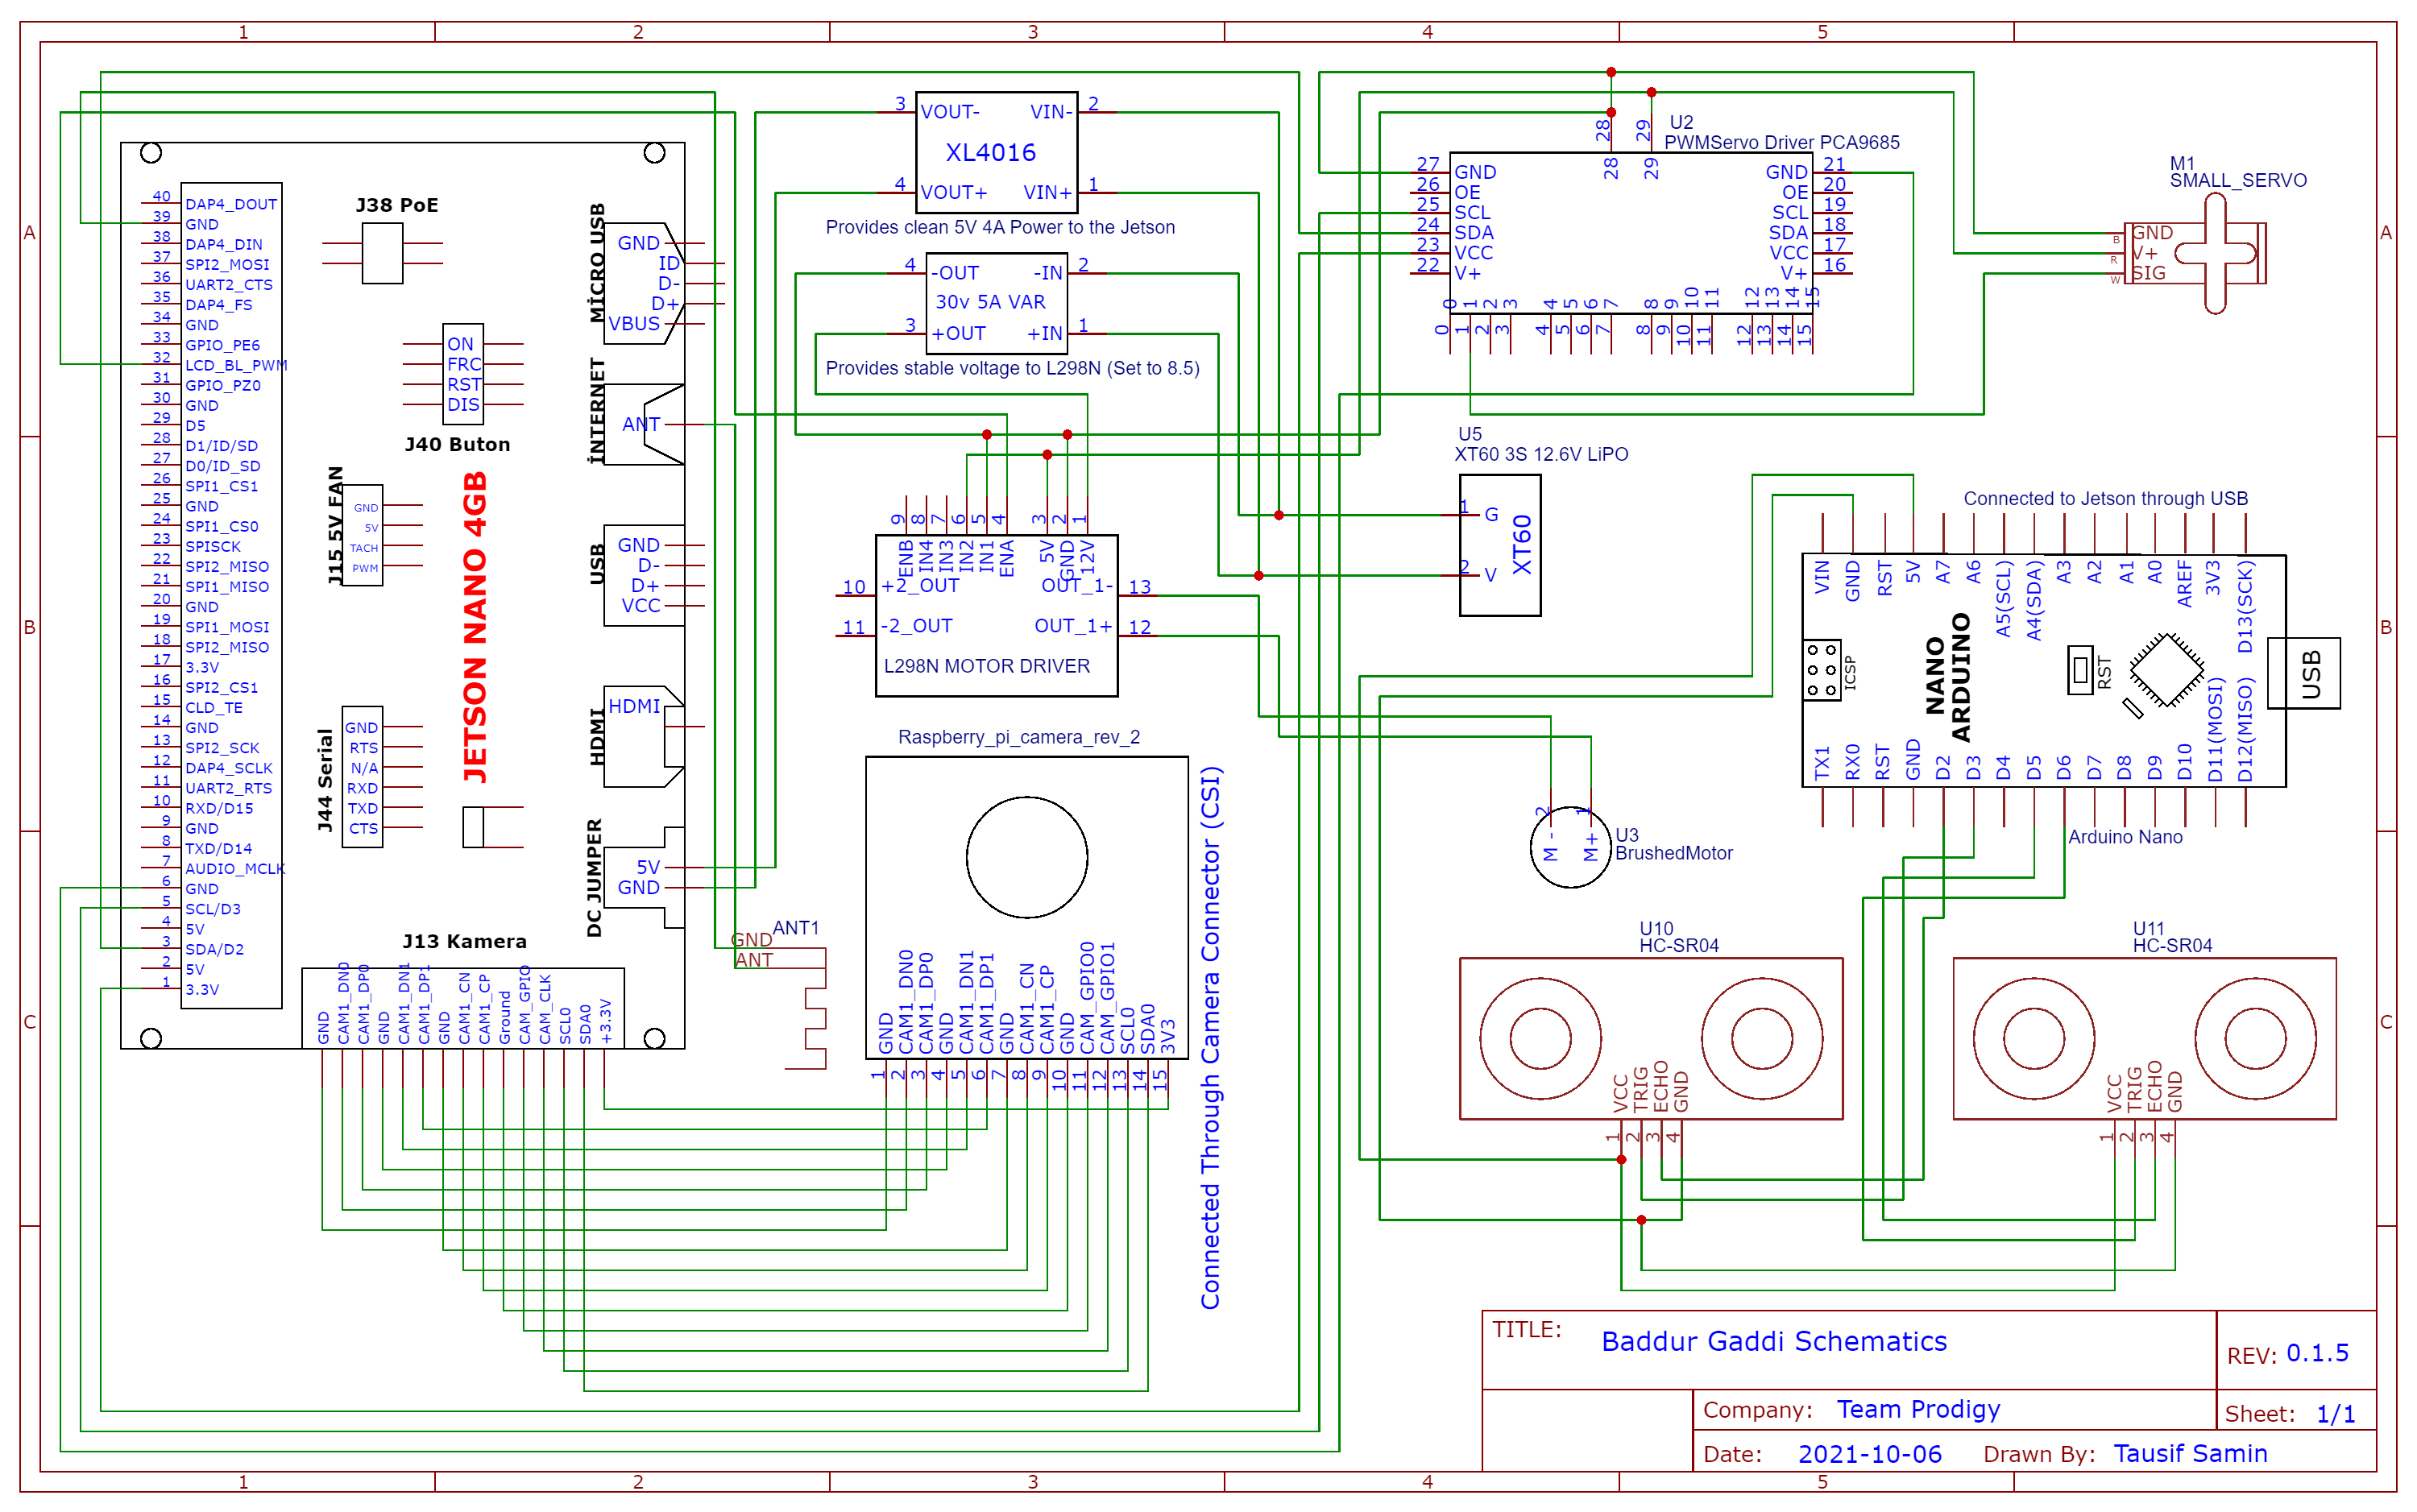 1 2 3 4 5
A
B
C
40 DAP4_DOUT
39 GND
38 DAP4_DIN
37 SPI2_MOSI
36 UART2_CTS
35 DAP4_FS
34 GND
33 GPIO_PE6
32 LCD_BL_PWM
31 GPIO_PZ0
30 GND
29 D5
28 D1/ID/SD
27 D0/ID_SD
26 SPI1_CS1
25 GND
24 SPI1_CS0
23 SPISCK
22 SPI2_MISO
21 SPI1_MISO
20 GND
19 SPI1_MOSI
18 SPI2_MISO
17 3.3V
16 SPI2_CS1
15 CLD_TE
14 GND
13 SPI2_SCK
12 DAP4_SCLK
11 UART2_RTS
10 RXD/D15
9 GND
8 TXD/D14
7 AUDIO_MCLK
6 GND
5 SCL/D3
4 5V
3 SDA/D2
2 5V
1 3.3V
J38 PoE
ON
FRC
RST
DIS
J40 Buton
J15 5V FAN
GND
5V
TACH
PWM
JETSON NANO 4GB
J44 Serial
GND
RTS
N/A
RXD
TXD
CTS
MİCRO USB
GND
ID
D-
D+
VBUS
İNTERNET
ANT
USB
GND
D-
D+
VCC
HDMI
HDMI
DC JUMPER
5V
GND
J13 Kamera
GND
CAM1_DN0
CAM1_DP0
GND
CAM1_DN1
CAM1_DP1
GND
CAM1_CN
CAM1_CP
Ground
CAM_GPIO
CAM_CLK
SCL0
SDA0
+3.3V
ANT1
GND
ANT
3 VOUT- VIN- 2
XL4016
4 VOUT+ VIN+ 1
Provides clean 5V 4A Power to the Jetson
4 -OUT -IN 2
30v 5A VAR
3 +OUT +IN 1
Provides stable voltage to L298N (Set to 8.5)
9 8 7 6 5 4 3 2 1
ENB IN4 IN3 IN2 IN1 ENA 5V GND 12V
10 +2_OUT OUT_1- 13
11 -2_OUT OUT_1+ 12
L298N MOTOR DRIVER
Raspberry_pi_camera_rev_2
GND CAM1_DN0 CAM1_DP0 GND CAM1_DN1 CAM1_DP1 GND CAM1_CN CAM1_CP GND CAM_GPIO0 CAM_GPIO1 SCL0 SDA0 3V3
1 2 3 4 5 6 7 8 9 10 11 12 13 14 15
Connected Through Camera Connector (CSI)
28 29
28 29
U2
PWMServo Driver PCA9685
27 GND GND 21
26 OE OE 20
25 SCL SCL 19
24 SDA SDA 18
23 VCC VCC 17
22 V+ V+ 16
0 1 2 3 4 5 6 7 8 9 10 11 12 13 14 15
0 1 2 3 4 5 6 7 8 9 10 11 12 13 14 15
M1
SMALL_SERVO
B GND
R V+
W SIG
U5
XT60 3S 12.6V LiPO
1 G
2 V
XT60
Connected to Jetson through USB
VIN GND RST 5V A7 A6 A5(SCL) A4(SDA) A3 A2 A1 A0 AREF 3V3 D13(SCK)
ICSP
NANO
ARDUINO
RST
USB
TX1 RX0 RST GND D2 D3 D4 D5 D6 D7 D8 D9 D10 D11(MOSI) D12(MISO)
Arduino Nano
2 1
M - M+
U3
BrushedMotor
U10
HC-SR04
VCC TRIG ECHO GND
1 2 3 4
U11
HC-SR04
VCC TRIG ECHO GND
1 2 3 4
TITLE: Baddur Gaddi Schematics
REV: 0.1.5
Company: Team Prodigy
Sheet: 1/1
Date: 2021-10-06 Drawn By: Tausif Samin
A
B
C
1 2 3 4 5